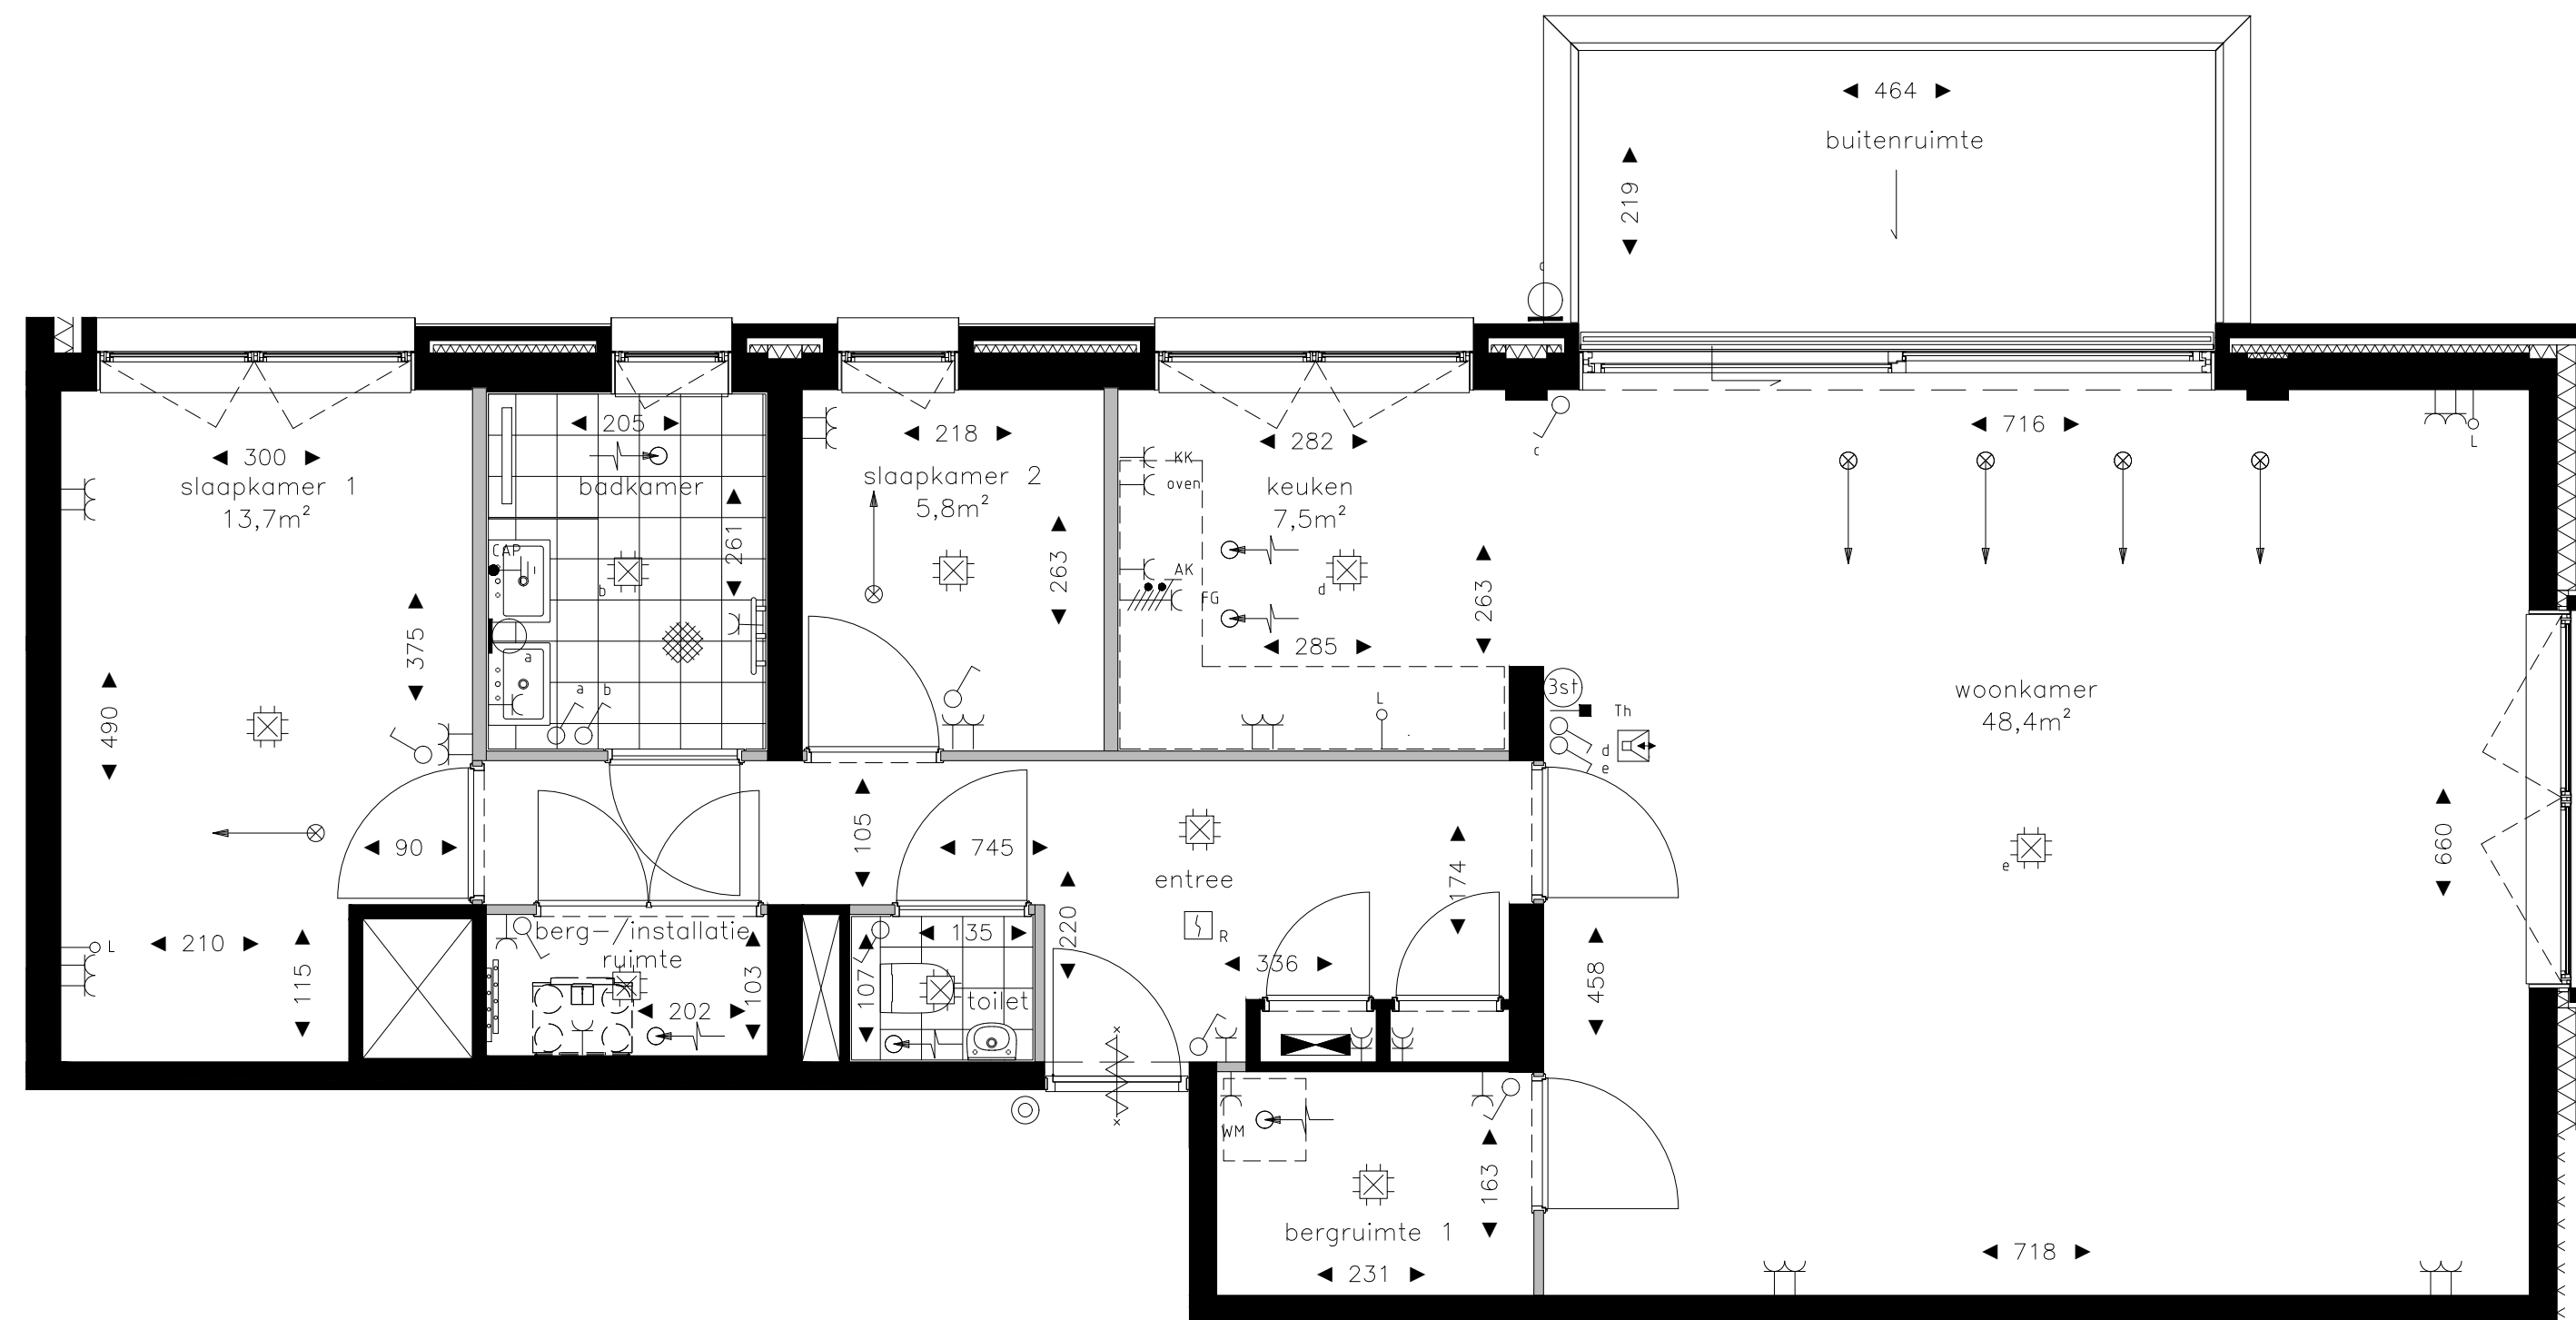 464
buitenruimte
219
c
300
slaapkamer 1
13,7m²
375
490
210
115
90
L
205
badkamer
261
CAP
b
a
a b
218
slaapkamer 2
5,8m²
263
282
keuken
7,5m²
KK
oven
AK
FG
d
285
263
L
c
716
L
3st
Th
d
e
woonkamer
48,4m²
e
660
458
718
105
745
entree
220
R
336
174
berg-/installatie
ruimte
202
103
135
107
toilet
WM
163
bergruimte 1
231